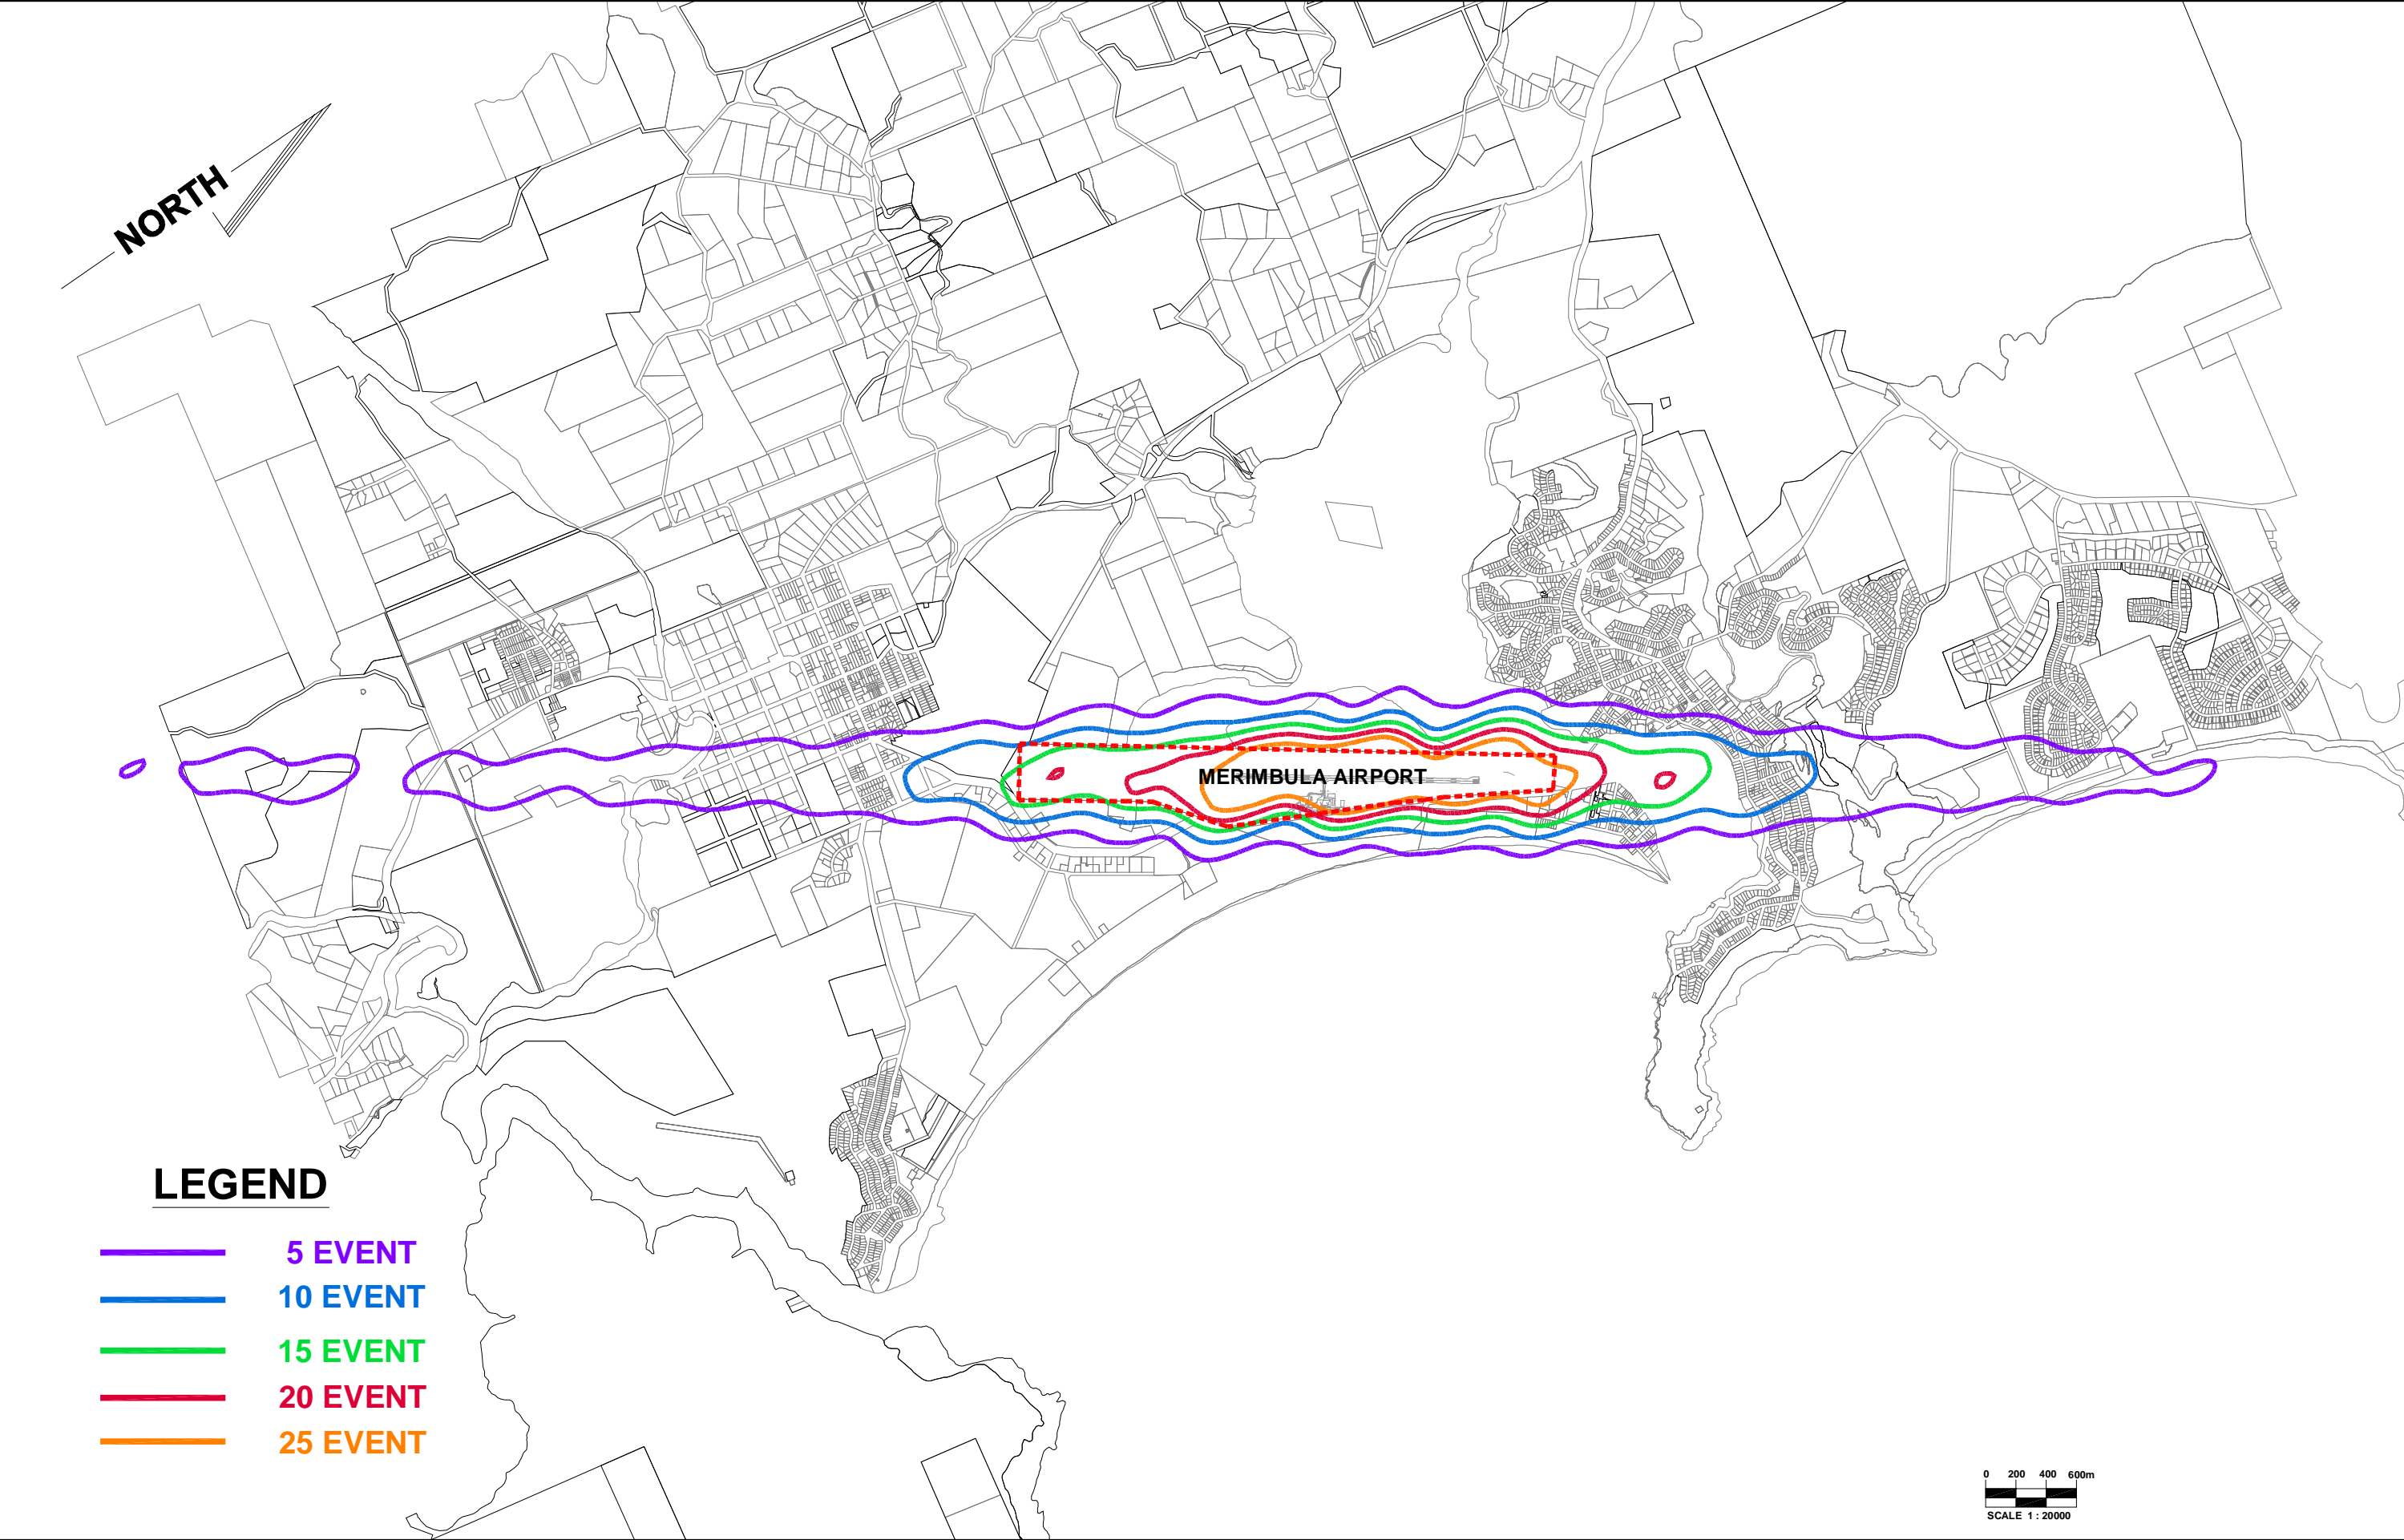 NORTH
MERIMBULA AIRPORT
LEGEND
5 EVENT
10 EVENT
15 EVENT
20 EVENT
25 EVENT
0 200 400 600m
SCALE 1 : 20000